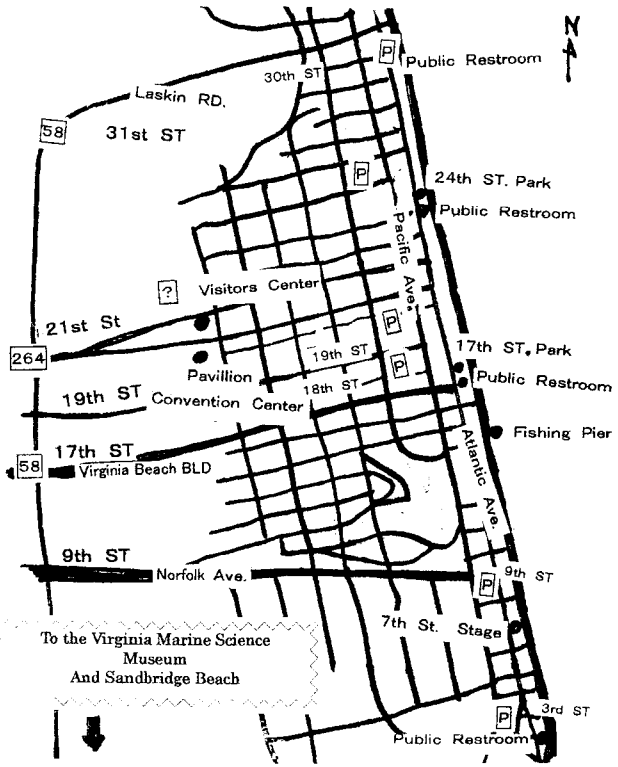 N
P
Public Restroom
30th ST
Laskin RD.
58
31st ST
P
24th ST. Park
Public Restroom
Pacific Ave.
?
Visitors Center
21st St
P
264
19th ST
17th ST. Park
Pavillion
P
Public Restroom
18th ST
19th ST
Convention Center
Fishing Pier
17th ST
58
Virginia Beach BLD
Atlantic Ave.
9th ST
Norfolk Ave.
9th ST
P
7th St. Stage
To the Virginia Marine Science
Museum
And Sandbridge Beach
3rd ST
P
Public Restroom